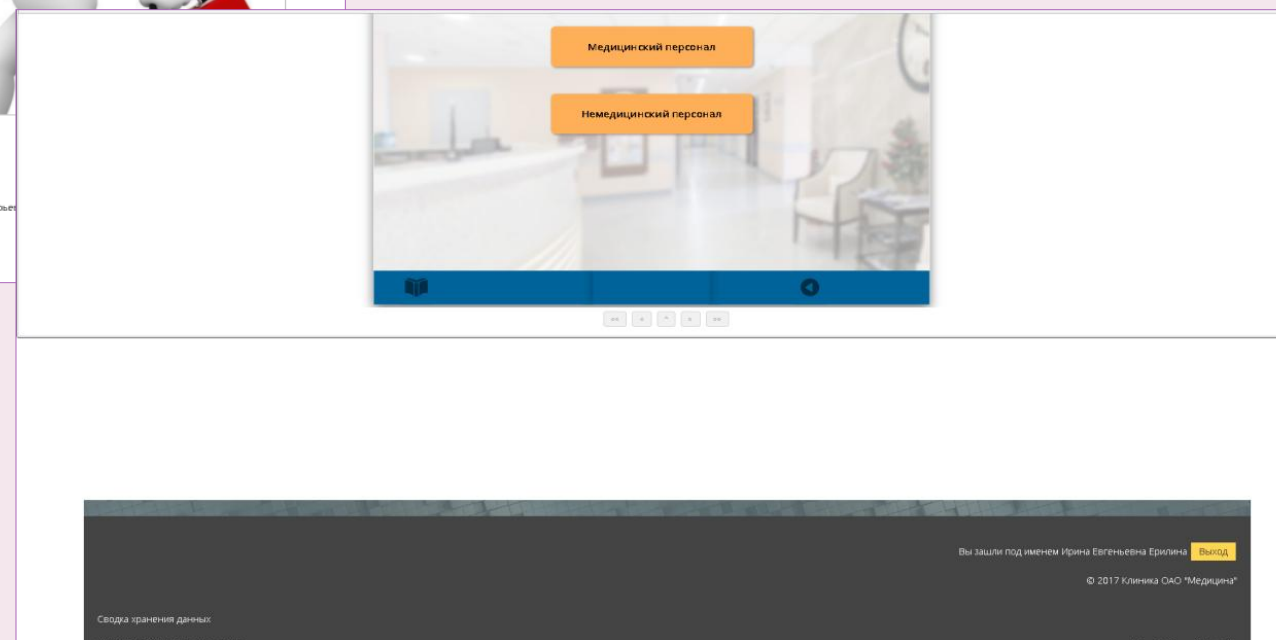 Медицинский персонал
Немедицинский персонал
Вы зашли под именем Ирина Евгеньевна Ерилина Выход
© 2017 Клиника ОАО "Медицина"
Сводка хранения данных